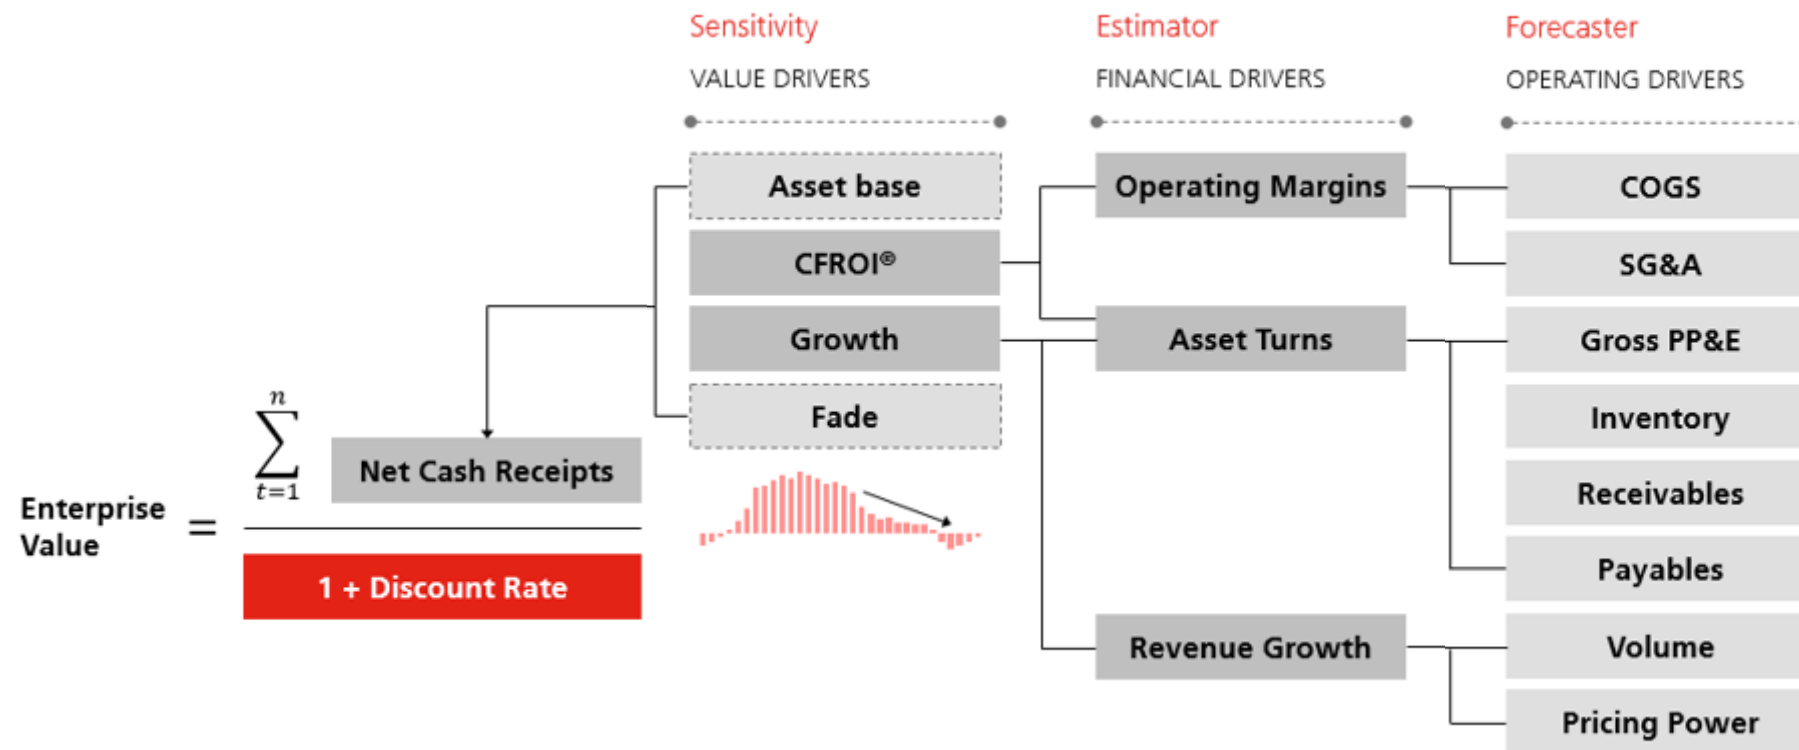 Sensitivity
Estimator
Forecaster
VALUE DRIVERS
FINANCIAL DRIVERS
OPERATING DRIVERS
Asset base
Operating Margins
COGS
CFROI®
SG&A
Growth
Asset Turns
Gross PP&E
Fade
Inventory
n
∑
t=1
Net Cash Receipts
Receivables
Enterprise
Value
=
1 + Discount Rate
Payables
Revenue Growth
Volume
Pricing Power